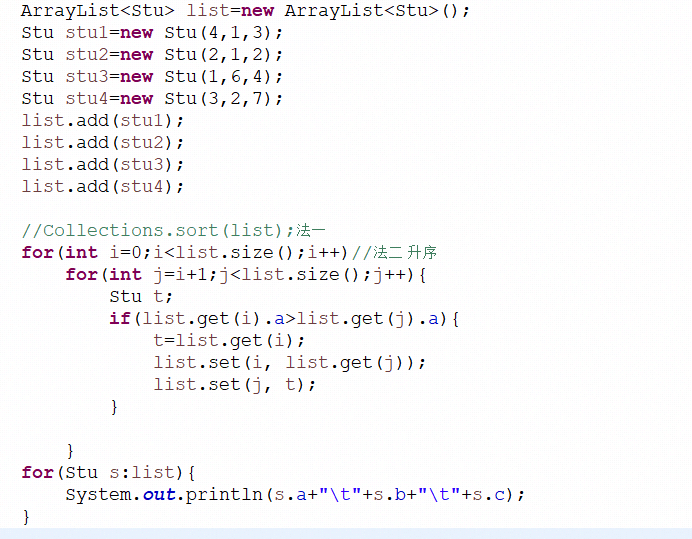 ArrayList<Stu> list=new ArrayList<Stu>();
Stu stu1=new Stu(4,1,3);
Stu stu2=new Stu(2,1,2);
Stu stu3=new Stu(1,6,4);
Stu stu4=new Stu(3,2,7);
list.add(stu1);
list.add(stu2);
list.add(stu3);
list.add(stu4);

//Collections.sort(list);法一
for(int i=0;i<list.size();i++)//法二 升序
    for(int j=i+1;j<list.size();j++){
        Stu t;
        if(list.get(i).a>list.get(j).a){
            t=list.get(i);
            list.set(i, list.get(j));
            list.set(j, t);
        }

    }
for(Stu s:list){
    System.out.println(s.a+"\t"+s.b+"\t"+s.c);
}